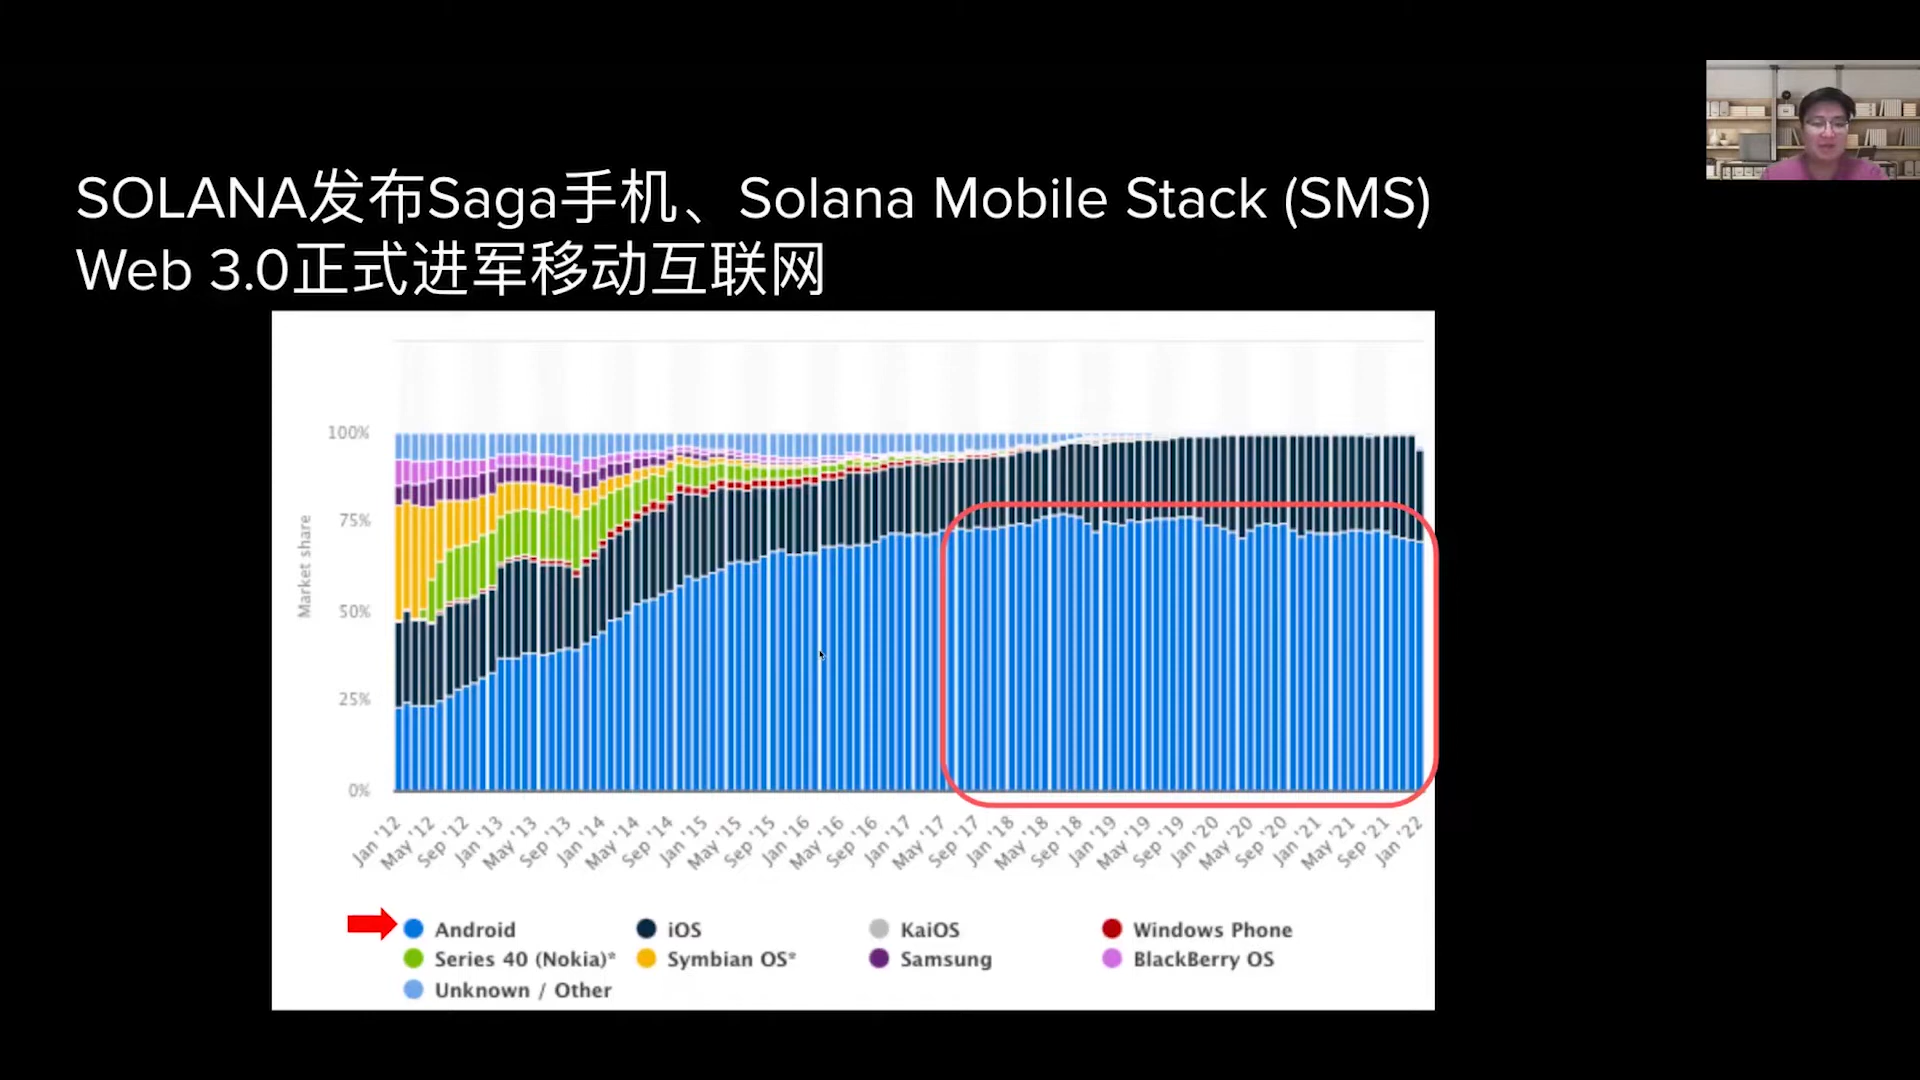 SOLANA发布Saga手机、Solana Mobile Stack (SMS)
Web 3.0正式进军移动互联网
100%
75%
50%
25%
0%
Market share
Jan '12
May '12
Sep '12
Jan '13
May '13
Sep '13
Jan '14
May '14
Sep '14
Jan '15
May '15
Sep '15
Jan '16
May '16
Sep '16
Jan '17
May '17
Sep '17
Jan '18
May '18
Sep '18
Jan '19
May '19
Sep '19
Jan '20
May '20
Sep '20
Jan '21
May '21
Sep '21
Jan '22
Android iOS KaiOS Windows Phone
Series 40 (Nokia)* Symbian OS* Samsung BlackBerry OS
Unknown / Other